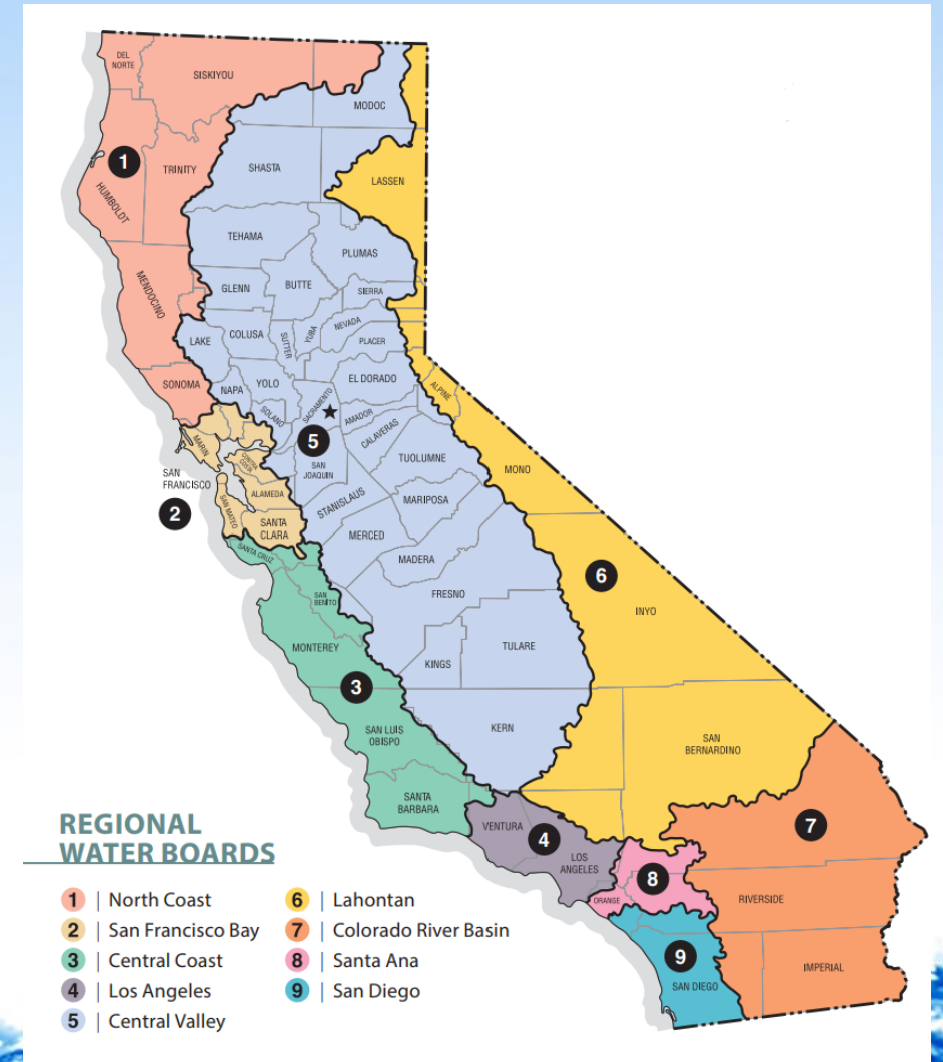 DEL
NORTE
SISKIYOU
MODOC
1
TRINITY
SHASTA
LASSEN
HUMBOLDT
TEHAMA
PLUMAS
MENDOCINO
GLENN
BUTTE
SIERRA
LAKE
COLUSA
SUTTER
YUBA
NEVADA
PLACER
SONOMA
NAPA
YOLO
EL DORADO
ALPINE
SOLANO
SACRAMENTO
AMADOR
MARIN
5
CALAVERAS
CONTRA
COSTA
SAN
JOAQUIN
TUOLUMNE
MONO
SAN
FRANCISCO
2
ALAMEDA
SAN MATEO
STANISLAUS
MARIPOSA
SANTA
CLARA
MERCED
SANTA CRUZ
MADERA
6
SAN
BENITO
FRESNO
INYO
MONTEREY
KINGS
TULARE
3
SAN LUIS
OBISPO
KERN
SAN
BERNARDINO
SANTA
BARBARA
VENTURA
4
7
LOS
ANGELES
8
ORANGE
RIVERSIDE
9
SAN DIEGO
IMPERIAL
REGIONAL
WATER BOARDS
1 | North Coast
2 | San Francisco Bay
3 | Central Coast
4 | Los Angeles
5 | Central Valley
6 | Lahontan
7 | Colorado River Basin
8 | Santa Ana
9 | San Diego